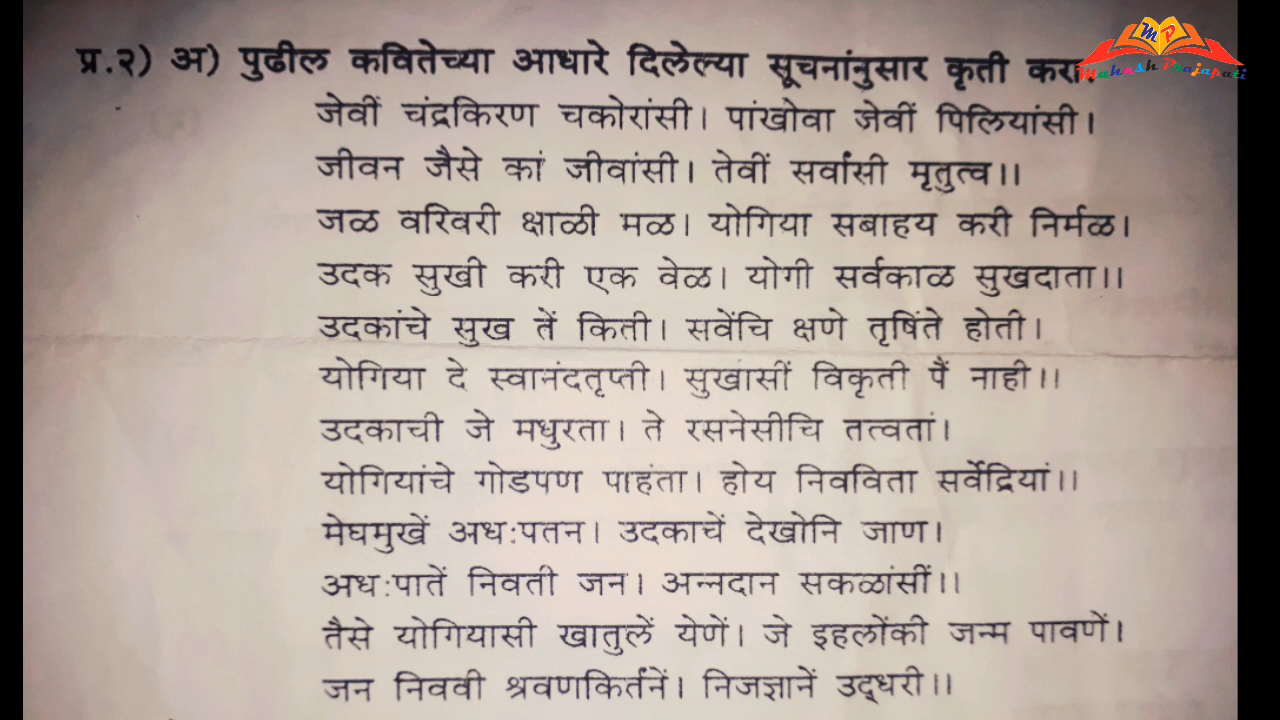 प्र.२) अ) पुढील कवितेच्या आधारे दिलेल्या सूचनांनुसार कृती करा.
MP
Mahesh Prajapati
जेवीं चंद्रकिरण चकोरांसी। पांखोवा जेवीं पिलियांसी।
जीवन जैसे कां जीवांसी। तेवीं सर्वांसी मृतुत्व।।
जळ वरिवरी क्षाळी मळ। योगिया सबाहय करी निर्मळ।
उदक सुखी करी एक वेळ। योगी सर्वकाळ सुखदाता।।
उदकांचे सुख तें किती। सवेंचि क्षणे तृषिंते होती।
योगिया दे स्वानंदतृप्ती। सुखासीं विकृती पैं नाही।।
उदकाची जे मधुरता। ते रसनेसीचि तत्वतां।
योगियांचे गोडपण पाहंता। होय निवविता सर्वेद्रियां।।
मेघमुखें अधःपतन। उदकाचें देखोनि जाण।
अधःपातें निवती जन। अन्नदान सकळांसीं।।
तैसे योगियासी खातुलें येणें। जे इहलोंकी जन्म पावणें।
जन निववी श्रवणकिर्तनें। निजज्ञानें उद्धरी।।